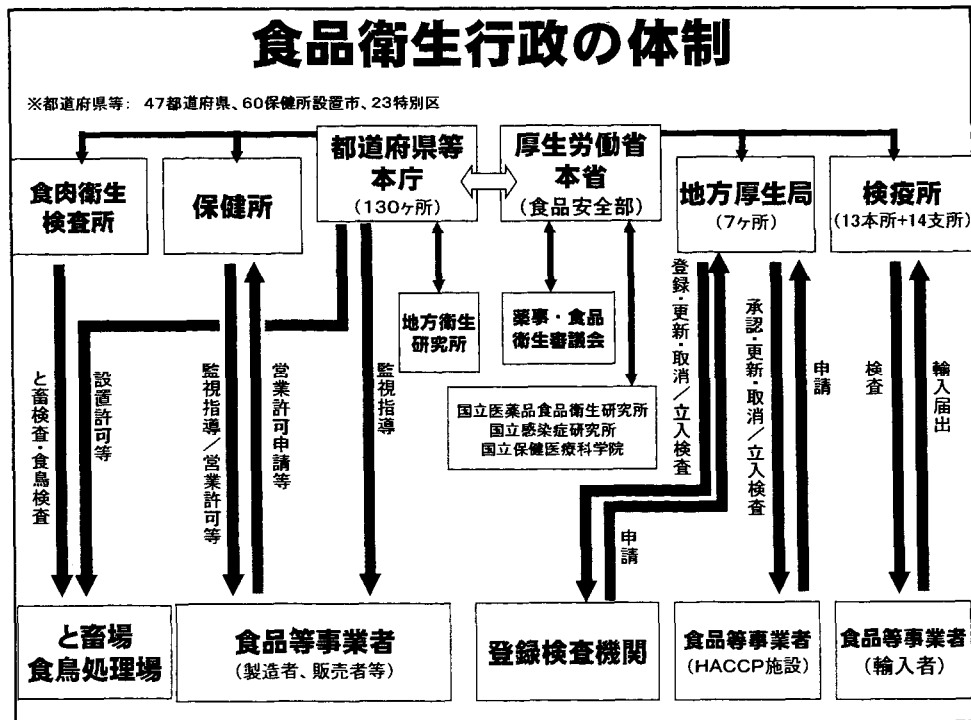 食品衛生行政の体制
※都道府県等： 47都道府県、60保健所設置市、23特別区
食肉衛生
検査所
保健所
都道府県等
本庁
(130ヶ所)
厚生労働省
本省
(食品安全部)
地方厚生局
(7ヶ所)
検疫所
(13本所+14支所)
地方衛生
研究所
薬事・食品
衛生審議会
国立医薬品食品衛生研究所
国立感染症研究所
国立保健医療科学院
と畜検査・食鳥検査
設置許可等
監視指導／営業許可等
営業許可申請等
監視指導
登録・更新・取消／立入検査
申請
承認・更新・取消／立入検査
申請
検査
輸入届出
と畜場
食鳥処理場
食品等事業者
(製造者、販売者等)
登録検査機関
食品等事業者
(HACCP施設)
食品等事業者
(輸入者)